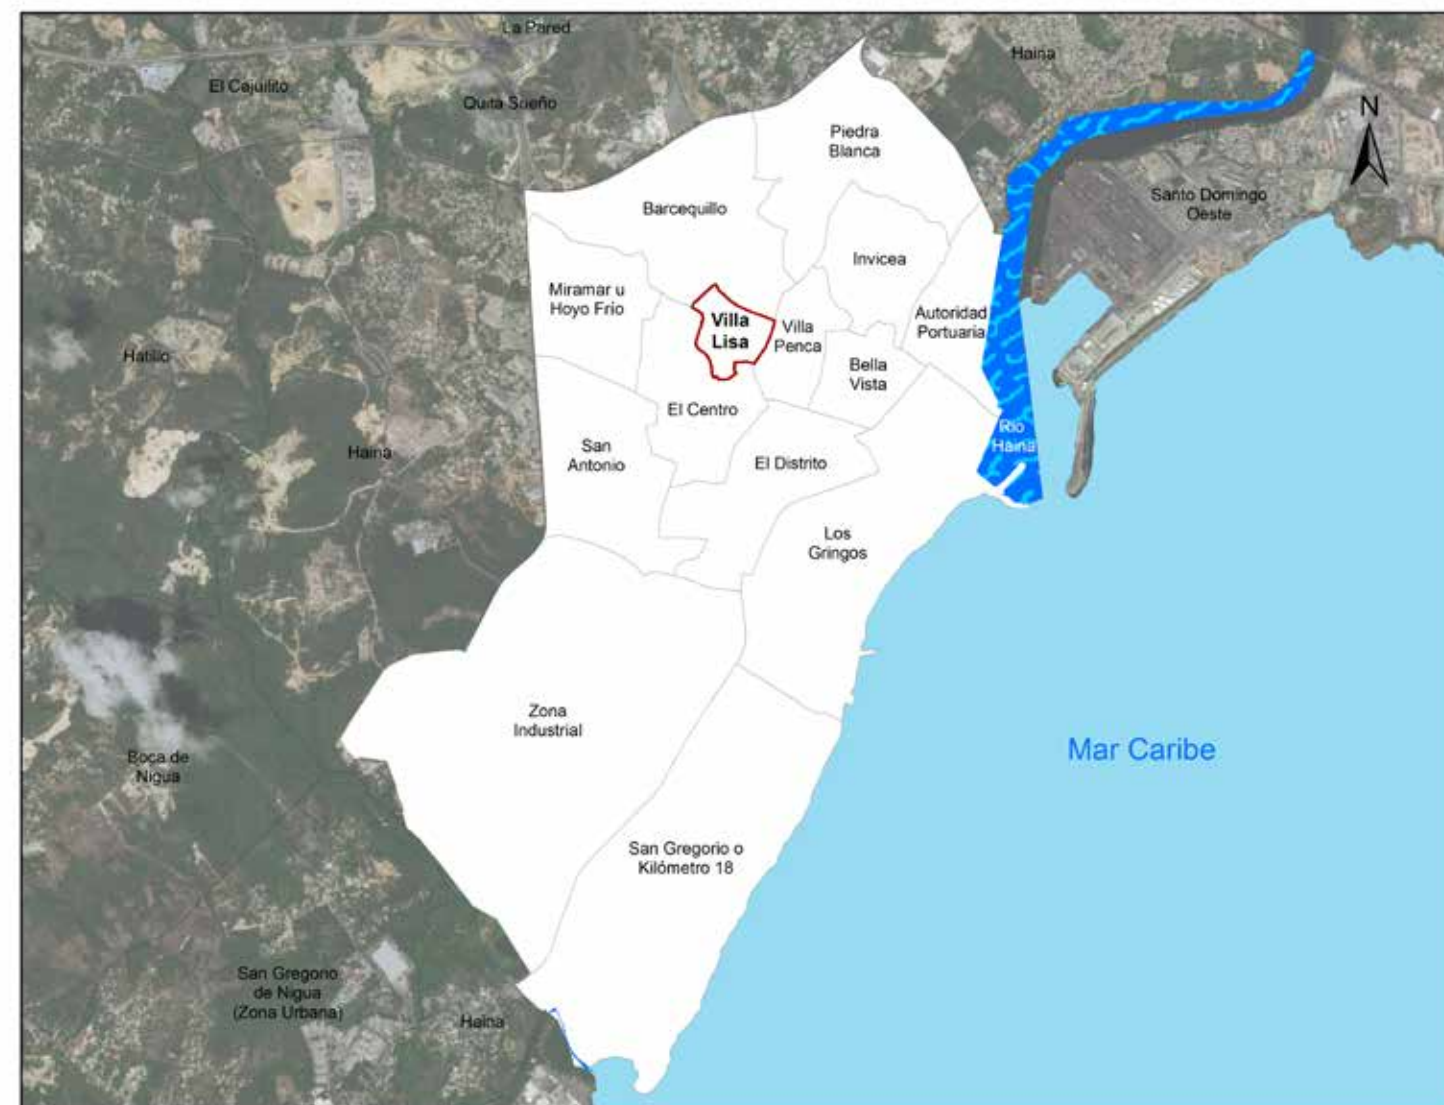 La Pared
Haina
El Cajuilito
Quita Sueño
N
Piedra
Blanca
Santo Domingo
Oeste
Barcequillo
Invicea
Miramar u
Hoyo Frio
Autoridad
Portuaria
Villa
Lisa
Villa
Penca
Hatillo
Bella
Vista
El Centro
Rio
Haina
San
Antonio
Haina
El Distrito
Los
Gringos
Zona
Industrial
Mar Caribe
Boca de
Nigua
San Gregorio o
Kilómetro 18
San Gregorio
de Nigua
(Zona Urbana)
Haina